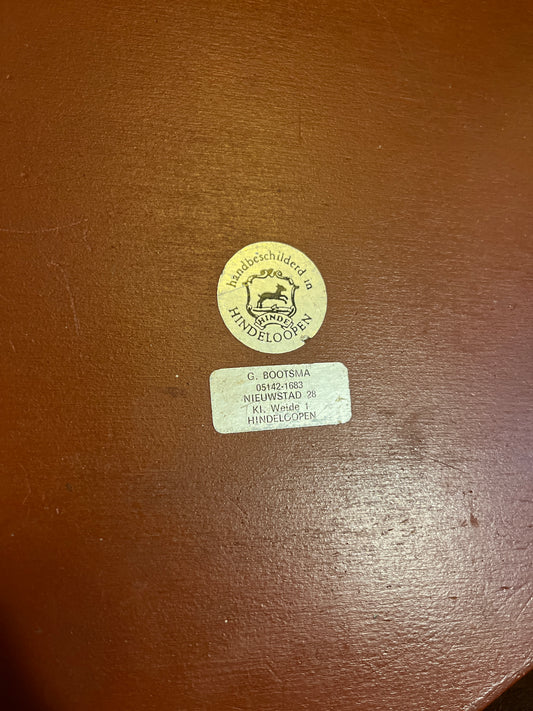 handbeschilderd in
HINDE
HINDELOOPEN
G. BOOTSMA
05142-1683
NIEUWSTAD 28
Kl. Weide 1
HINDELOOPEN